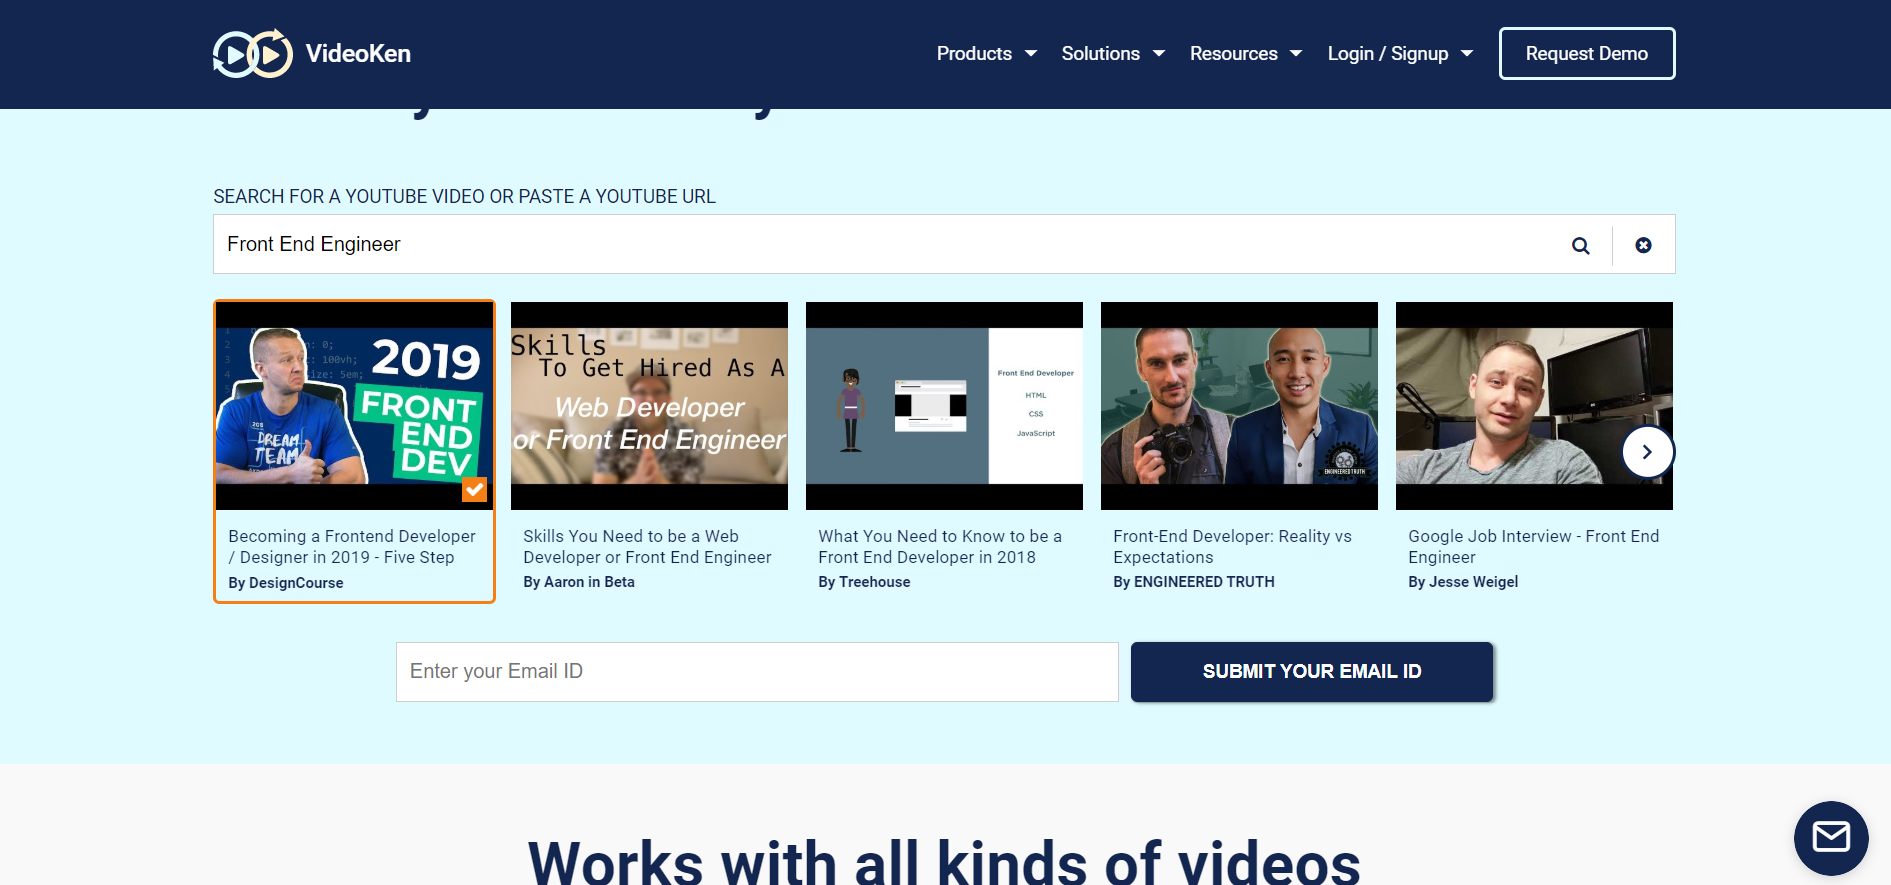 VideoKen
Products
Solutions
Resources
Login / Signup
Request Demo
SEARCH FOR A YOUTUBE VIDEO OR PASTE A YOUTUBE URL
Front End Engineer
2019
FRONT
END
DEV
DREAM
TEAM
Skills
To Get Hired As A
Web Developer
or Front End Engineer
Front End Developer
HTML
CSS
JavaScript
ENGINEERED TRUTH
Becoming a Frontend Developer
/ Designer in 2019 - Five Step
By DesignCourse
Skills You Need to be a Web
Developer or Front End Engineer
By Aaron in Beta
What You Need to Know to be a
Front End Developer in 2018
By Treehouse
Front-End Developer: Reality vs
Expectations
By ENGINEERED TRUTH
Google Job Interview - Front End
Engineer
By Jesse Weigel
Enter your Email ID
SUBMIT YOUR EMAIL ID
Works with all kinds of videos